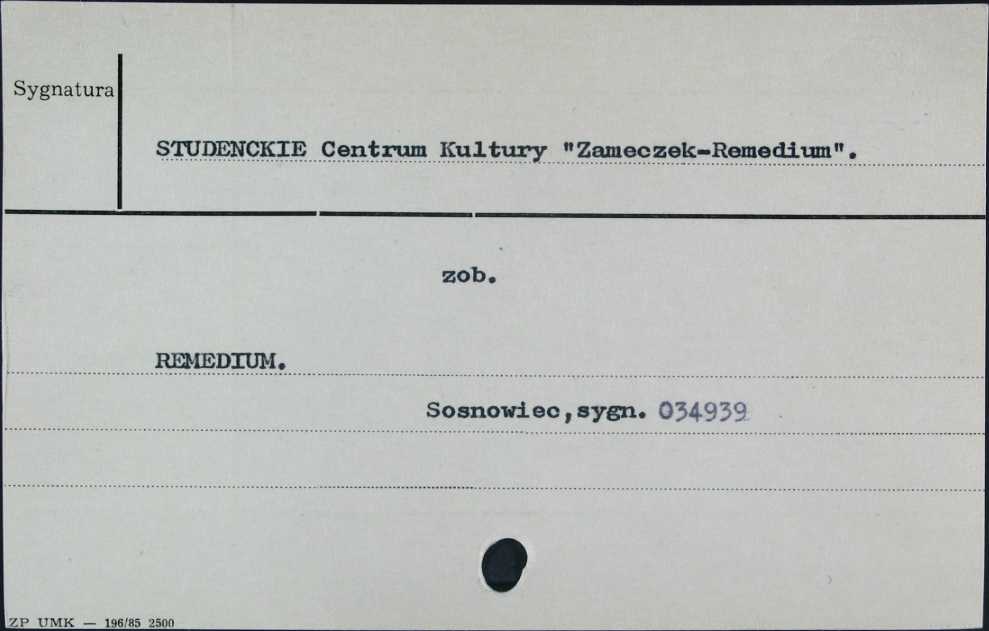 Sygnatura
STUDENCKIE Centrum Kultury "Zameczek-Remedium".
zob.
REMEDIUM.
Sosnowiec,sygn. 034939
ZP UMK — 196/85 2500